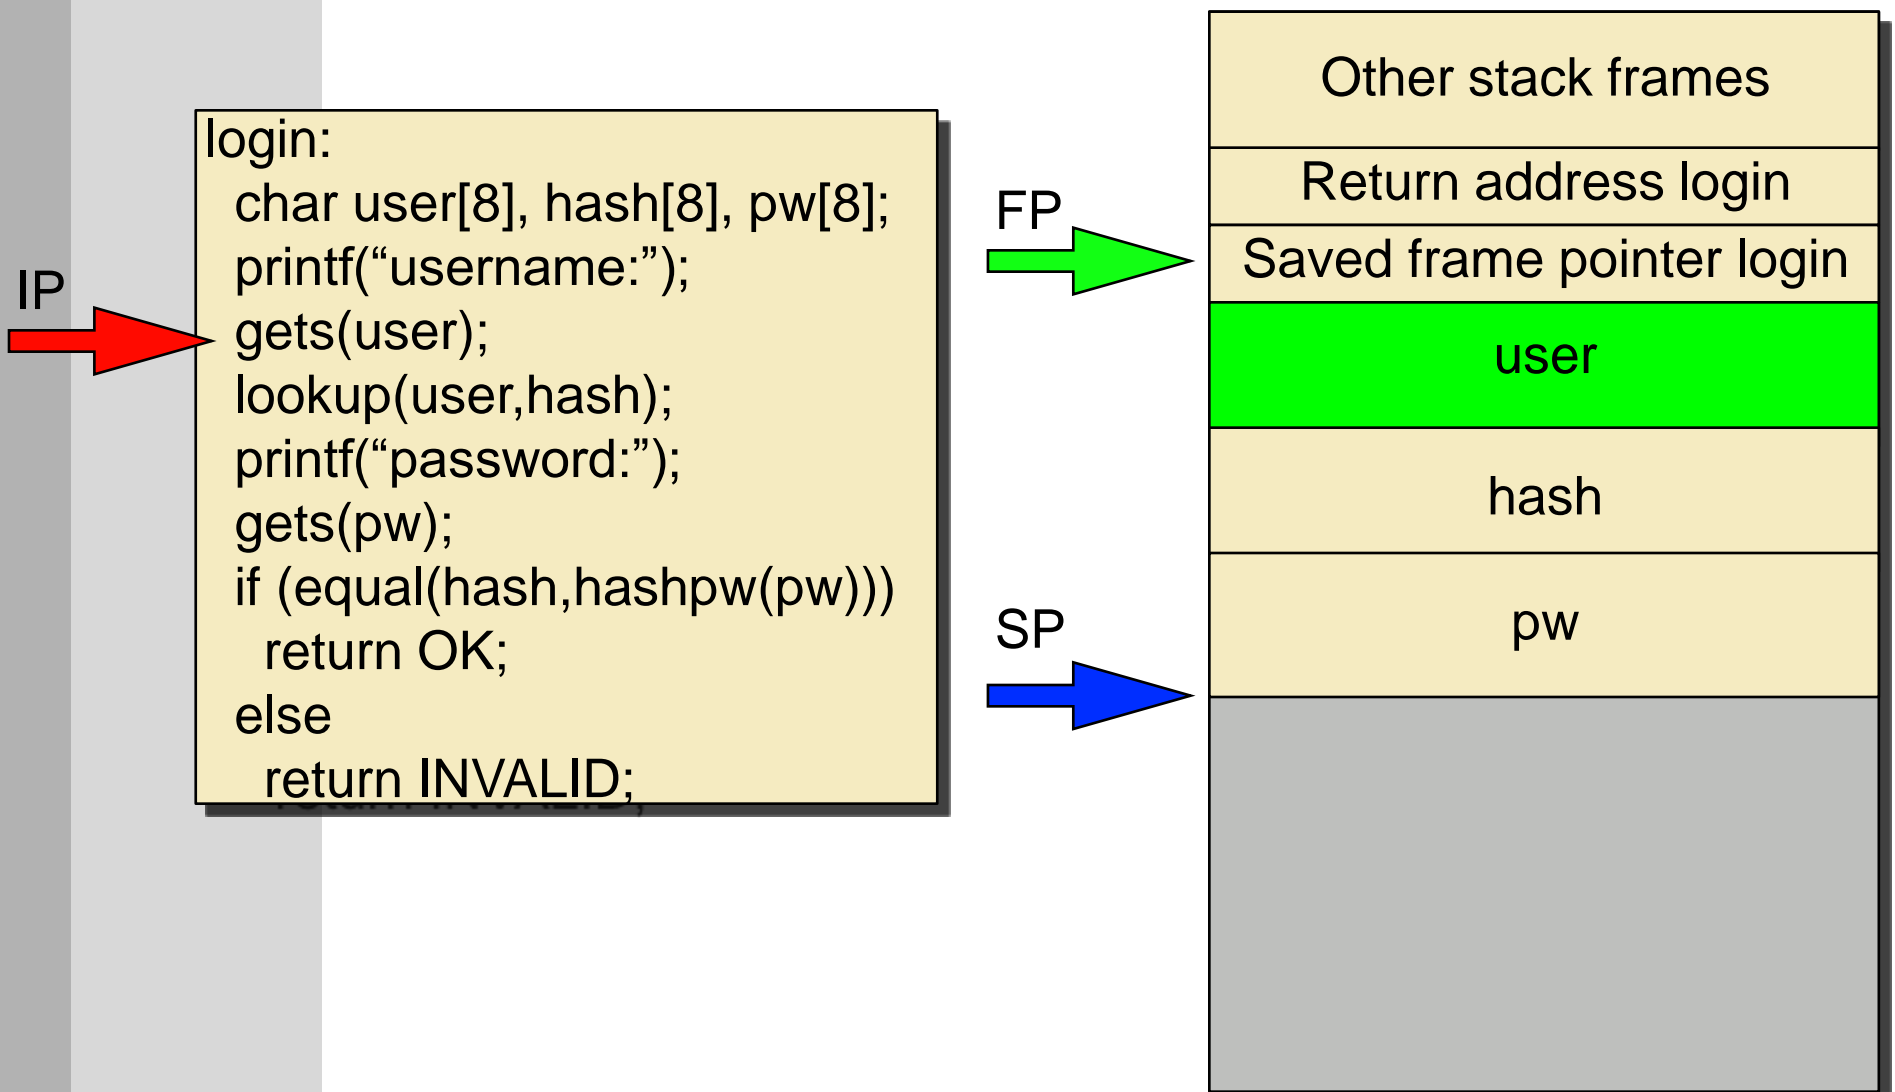 IP
login:
char user[8], hash[8], pw[8];
printf(“username:”);
gets(user);
lookup(user,hash);
printf(“password:”);
gets(pw);
if (equal(hash,hashpw(pw)))
return OK;
else
return INVALID;
FP
SP
Other stack frames
Return address login
Saved frame pointer login
user
hash
pw